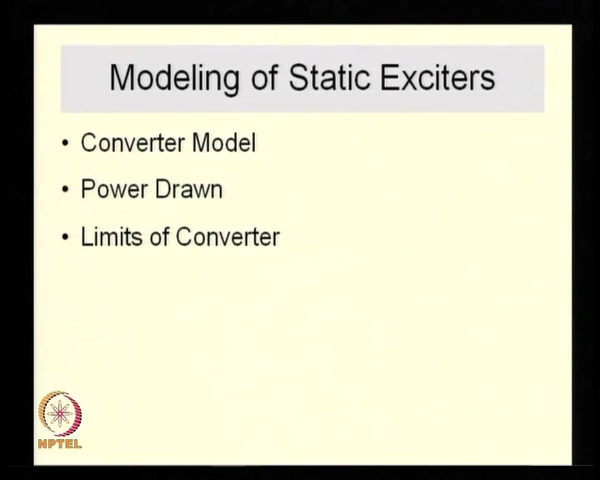 Modeling of Static Exciters
• Converter Model
• Power Drawn
• Limits of Converter
NPTEL